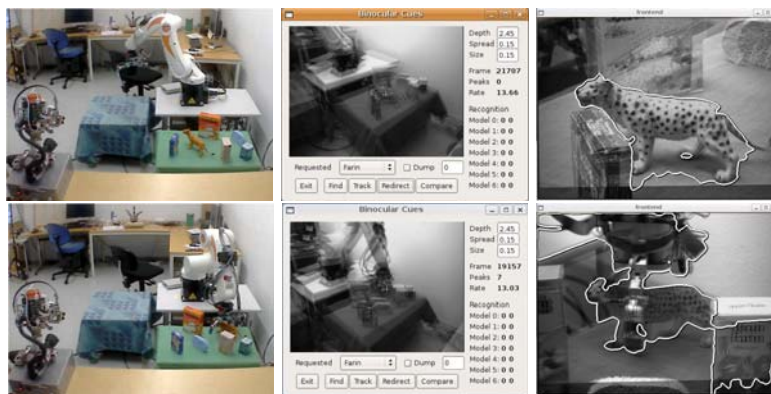 Binocular Cues
Depth 2.45
Spread 0.15
Size 0.15
Frame 21707
Peaks 0
Rate 13.66
Recognition
Model 0: 0 0
Model 1: 0 0
Model 2: 0 0
Model 3: 0 0
Model 4: 0 0
Model 5: 0 0
Model 6: 0 0
Requested Farin Dump 0
Exit Find Track Redirect Compare
frontend
Binocular Cues
Depth 2.45
Spread 0.15
Size 0.15
Frame 19157
Peaks 7
Rate 13.03
Recognition
Model 0: 0 0
Model 1: 0 0
Model 2: 0 0
Model 3: 0 0
Model 4: 0 0
Model 5: 0 0
Model 6: 0 0
Requested Farin Dump 0
Exit Find Track Redirect Compare
frontend